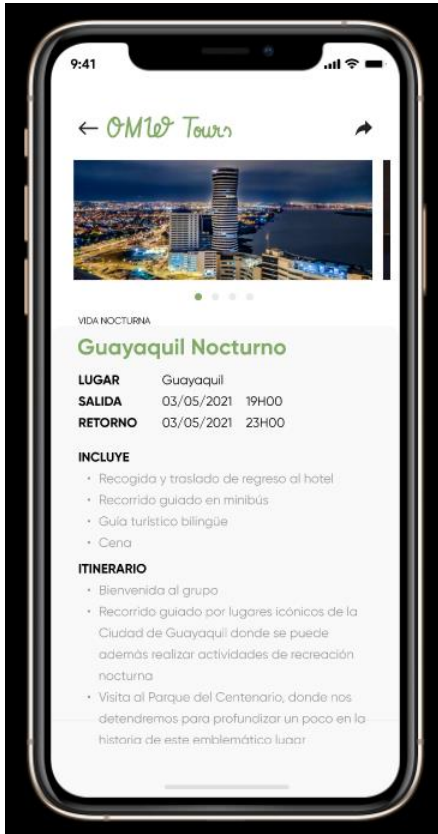 9:41
OMW Tours
VIDA NOCTURNA
Guayaquil Nocturno
LUGAR Guayaquil
SALIDA 03/05/2021 19H00
RETORNO 03/05/2021 23H00
INCLUYE
• Recogida y traslado de regreso al hotel
• Recorrido guiado en minibús
• Guía turístico bilingüe
• Cena
ITINERARIO
• Bienvenida al grupo
• Recorrido guiado por lugares icónicos de la
Ciudad de Guayaquil donde se puede
además realizar actividades de recreación
nocturna
• Visita al Parque del Centenario, donde nos
detendremos para profundizar un poco en la
historia de este emblemático lugar